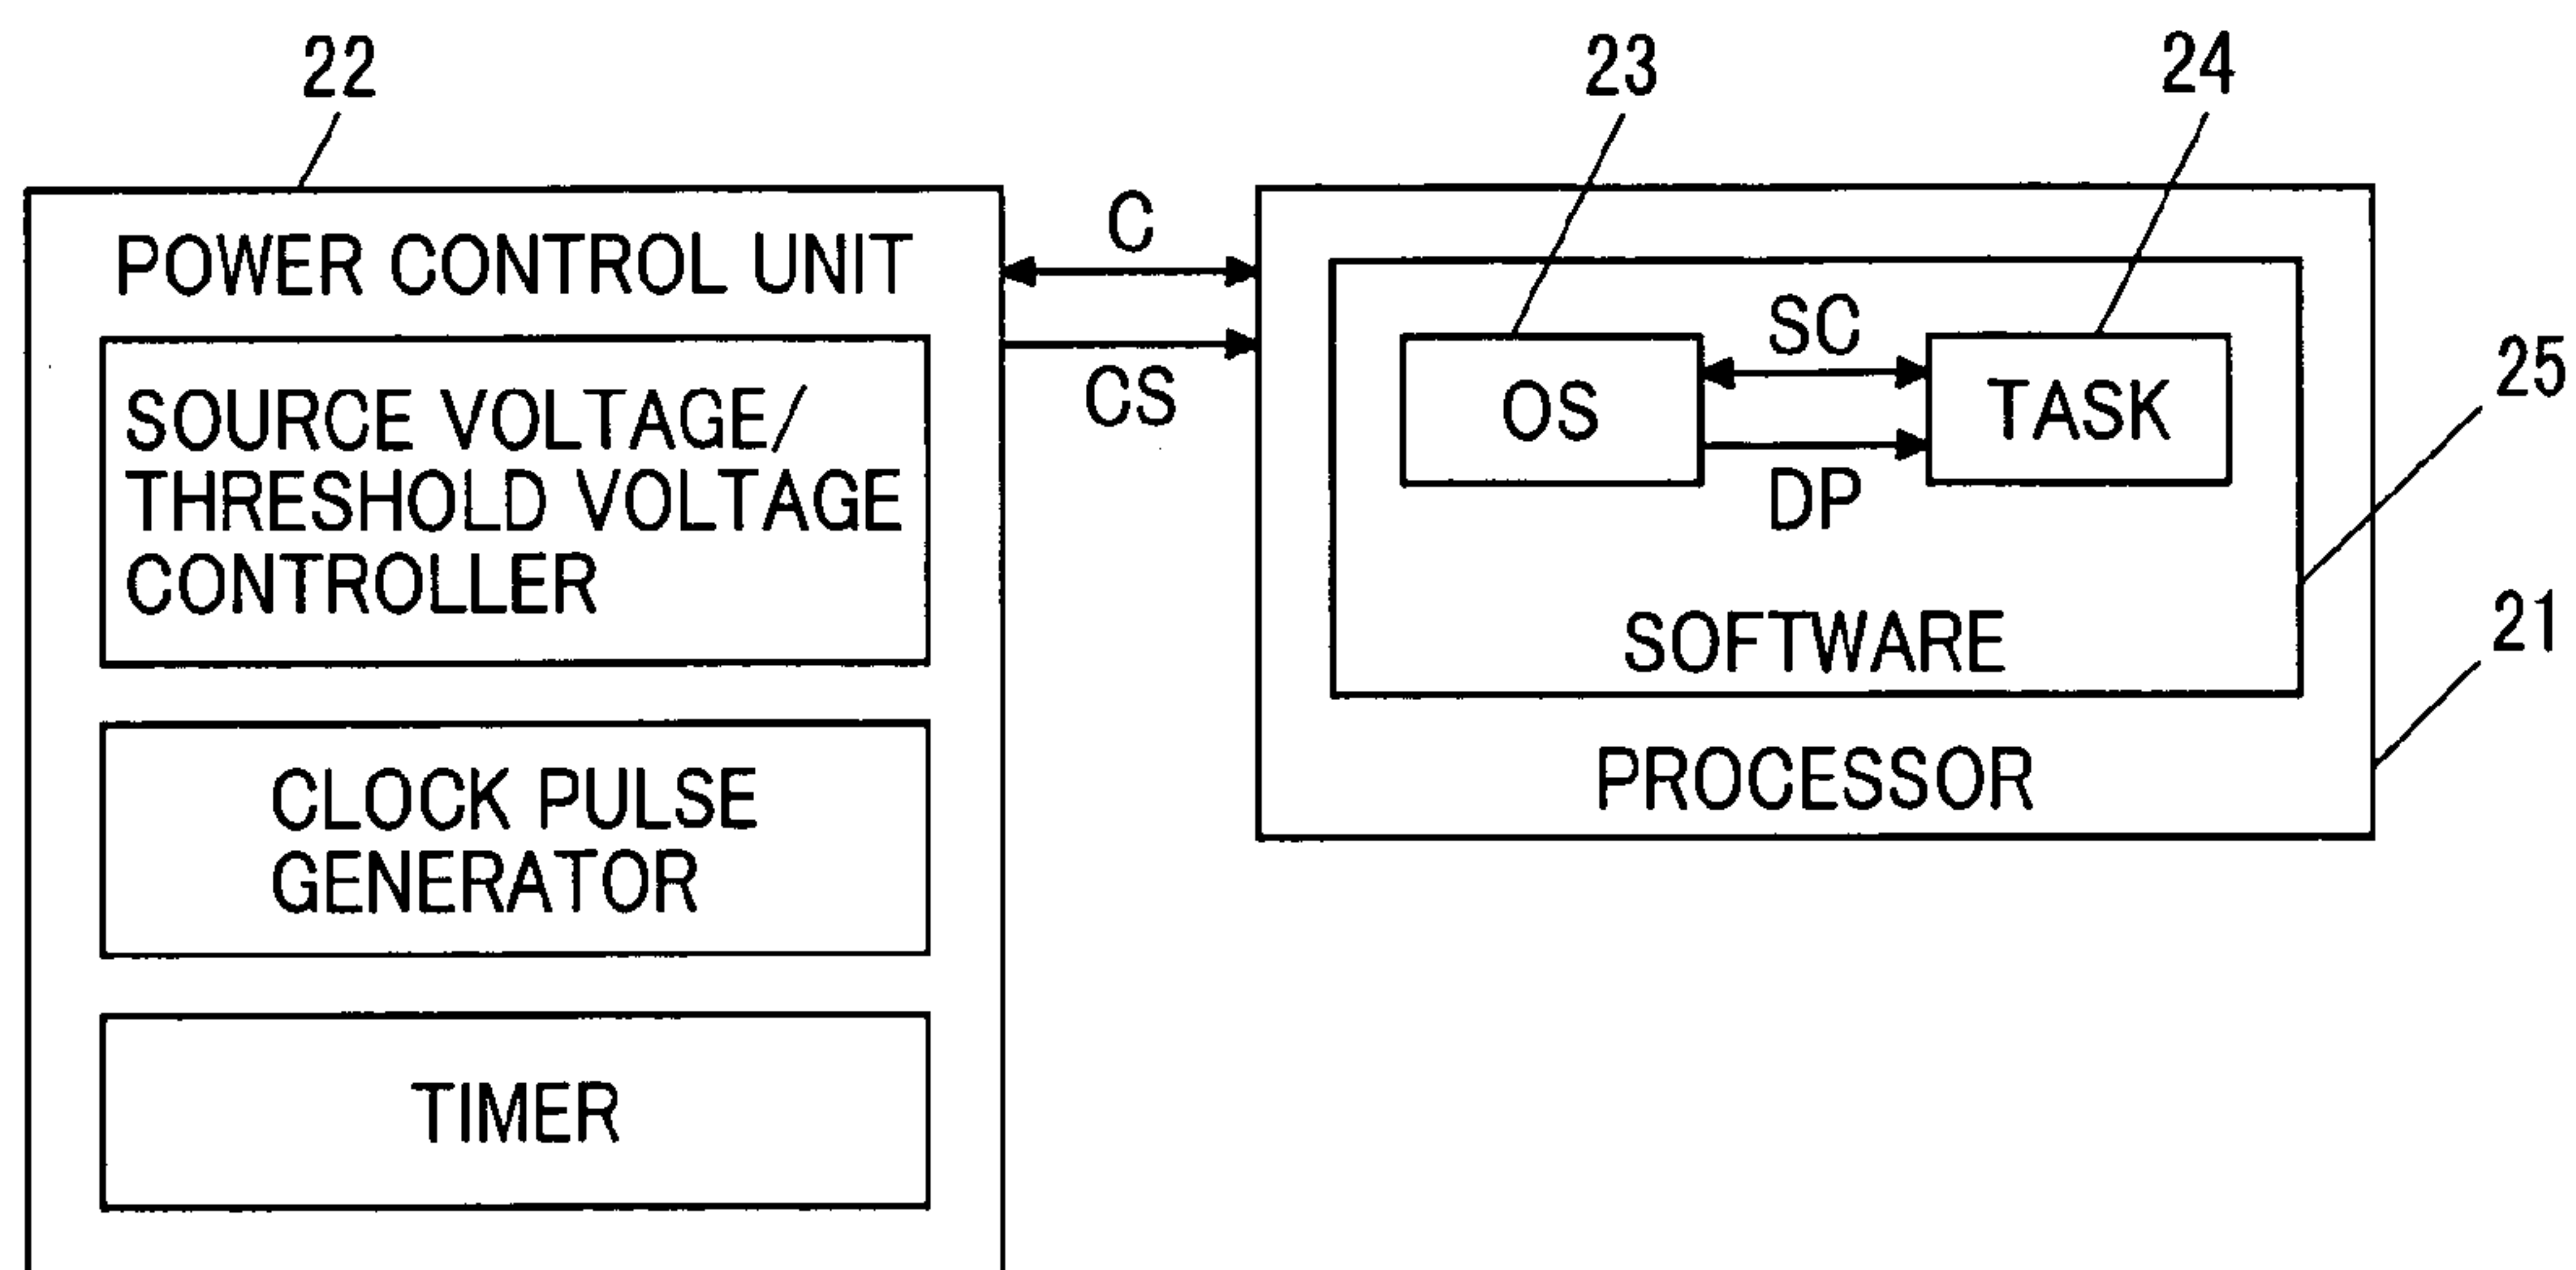 22
23
24
POWER CONTROL UNIT
C
CS
SOURCE VOLTAGE/
THRESHOLD VOLTAGE
CONTROLLER
CLOCK PULSE
GENERATOR
TIMER
OS
SC
DP
TASK
SOFTWARE
PROCESSOR
25
21